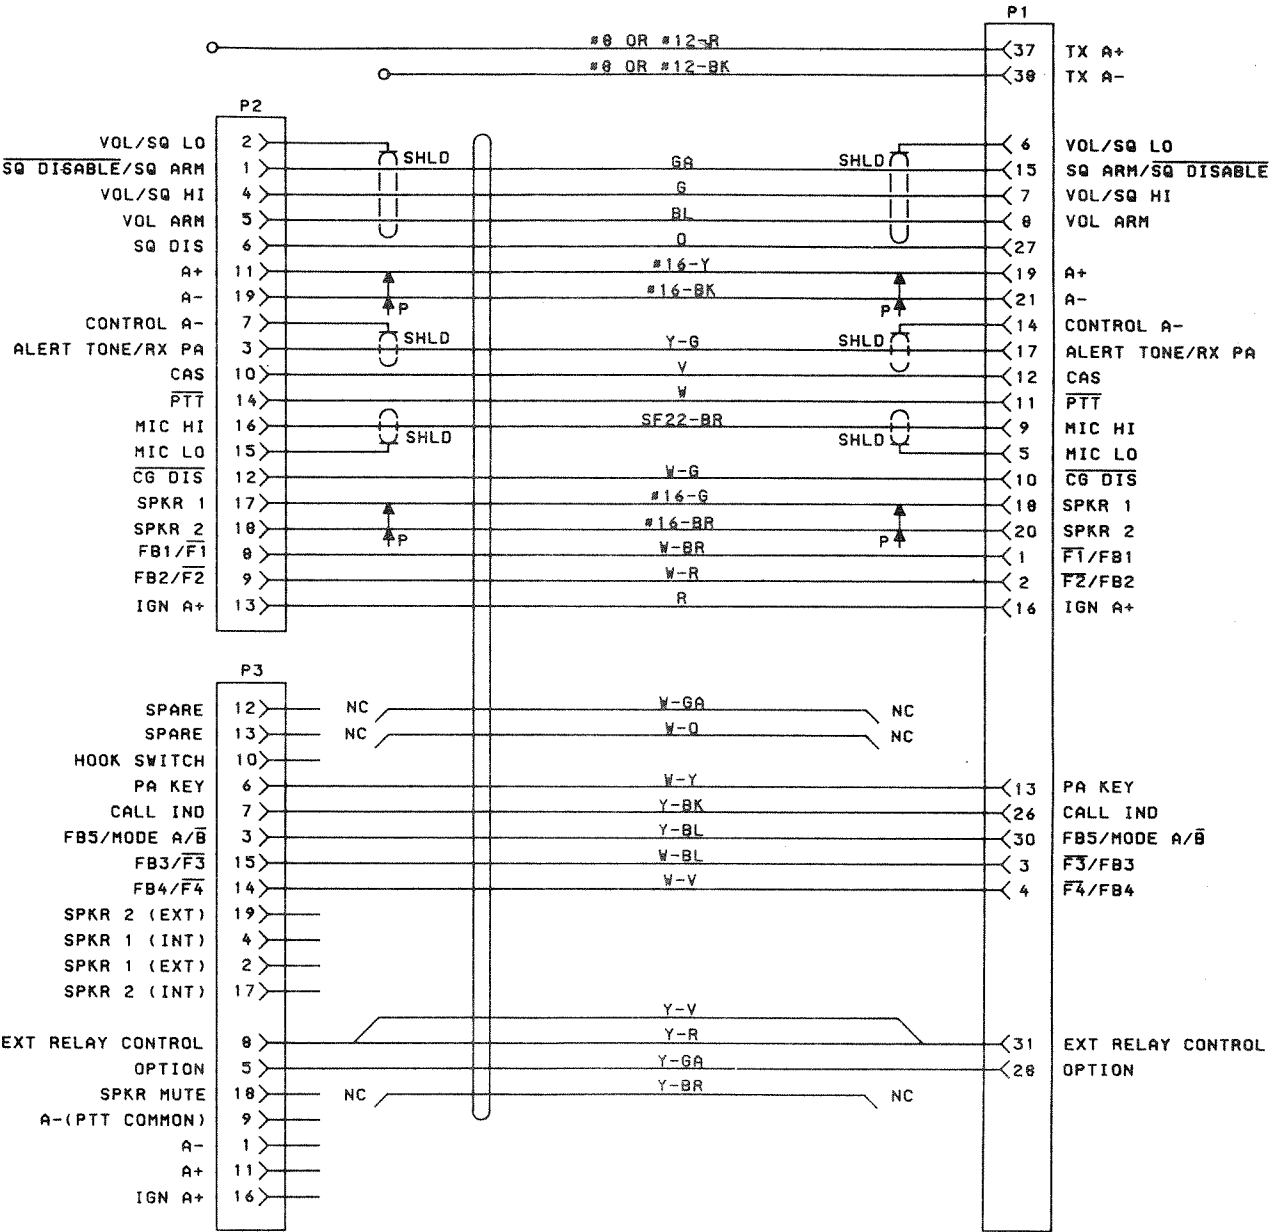 P1
#8 OR #12-R
37 TX A+
#8 OR #12-BK
38 TX A-
P2
VOL/SQ LO 2 6 VOL/SQ LO
SHLD SHLD
SQ DISABLE/SQ ARM 1 GA 15 SQ ARM/SQ DISABLE
VOL/SQ HI 4 G 7 VOL/SQ HI
VOL ARM 5 BL 8 VOL ARM
SQ DIS 6 O 27
A+ 11 #16-Y 19 A+
A- 19 #16-BK 21 A-
P P
CONTROL A- 7 14 CONTROL A-
SHLD SHLD
ALERT TONE/RX PA 3 Y-G 17 ALERT TONE/RX PA
CAS 10 V 12 CAS
PTT 14 W 11 PTT
MIC HI 16 SF22-BR 9 MIC HI
SHLD SHLD
MIC LO 15 5 MIC LO
CG DIS 12 W-G 10 CG DIS
SPKR 1 17 #16-G 18 SPKR 1
SPKR 2 18 #16-BR 20 SPKR 2
P P
FB1/F1 8 W-BR 1 F1/FB1
FB2/F2 9 W-R 2 F2/FB2
IGN A+ 13 R 16 IGN A+
P3
SPARE 12 NC W-GA NC
SPARE 13 NC W-O NC
HOOK SWITCH 10
PA KEY 6 W-Y 13 PA KEY
CALL IND 7 Y-BK 26 CALL IND
FB5/MODE A/B 3 Y-BL 30 FB5/MODE A/B
FB3/F3 15 W-BL 3 F3/FB3
FB4/F4 14 W-V 4 F4/FB4
SPKR 2 (EXT) 19
SPKR 1 (INT) 4
SPKR 1 (EXT) 2
SPKR 2 (INT) 17
Y-V
EXT RELAY CONTROL 8 Y-R 31 EXT RELAY CONTROL
OPTION 5 Y-GA 28 OPTION
SPKR MUTE 18 NC Y-BR NC
A-(PTT COMMON) 9
A- 1
A+ 11
IGN A+ 16